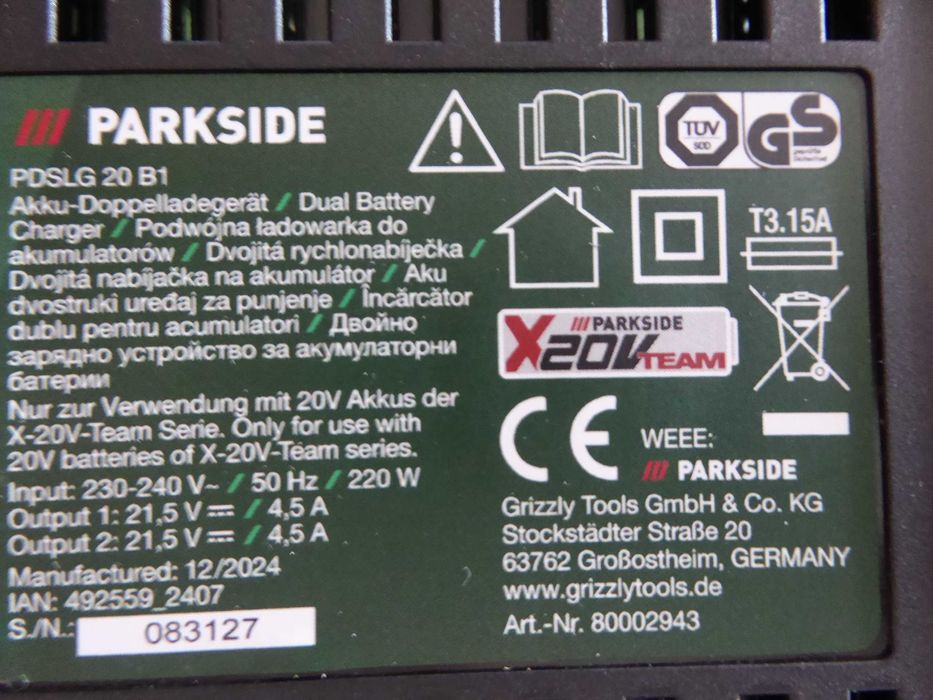 PARKSIDE
PDSLG 20 B1
Akku-Doppelladegerät / Dual Battery
Charger / Podwójna ładowarka do
akumulatorów / Dvojitá rychlonabíječka /
Dvojitá nabíjačka na akumulátor / Aku
dvostruki uređaj za punjenje / Încărcător
dublu pentru acumulatori / Двойно
зарядно устройство за акумулаторни
батерии
Nur zur Verwendung mit 20V Akkus der
X-20V-Team Serie. Only for use with
20V batteries of X-20V-Team series.
Input: 230-240 V~ / 50 Hz / 220 W
Output 1: 21,5 V ⎓ / 4,5 A
Output 2: 21,5 V ⎓ / 4,5 A
Manufactured: 12/2024
IAN: 492559_2407
S./N.: 083127
TÜV
SÜD
GS
geprüfte
Sicherheit
T3.15A
PARKSIDE
X20VTEAM
CE
WEEE:
PARKSIDE
Grizzly Tools GmbH & Co. KG
Stockstädter Straße 20
63762 Großostheim, GERMANY
www.grizzlytools.de
Art.-Nr. 80002943